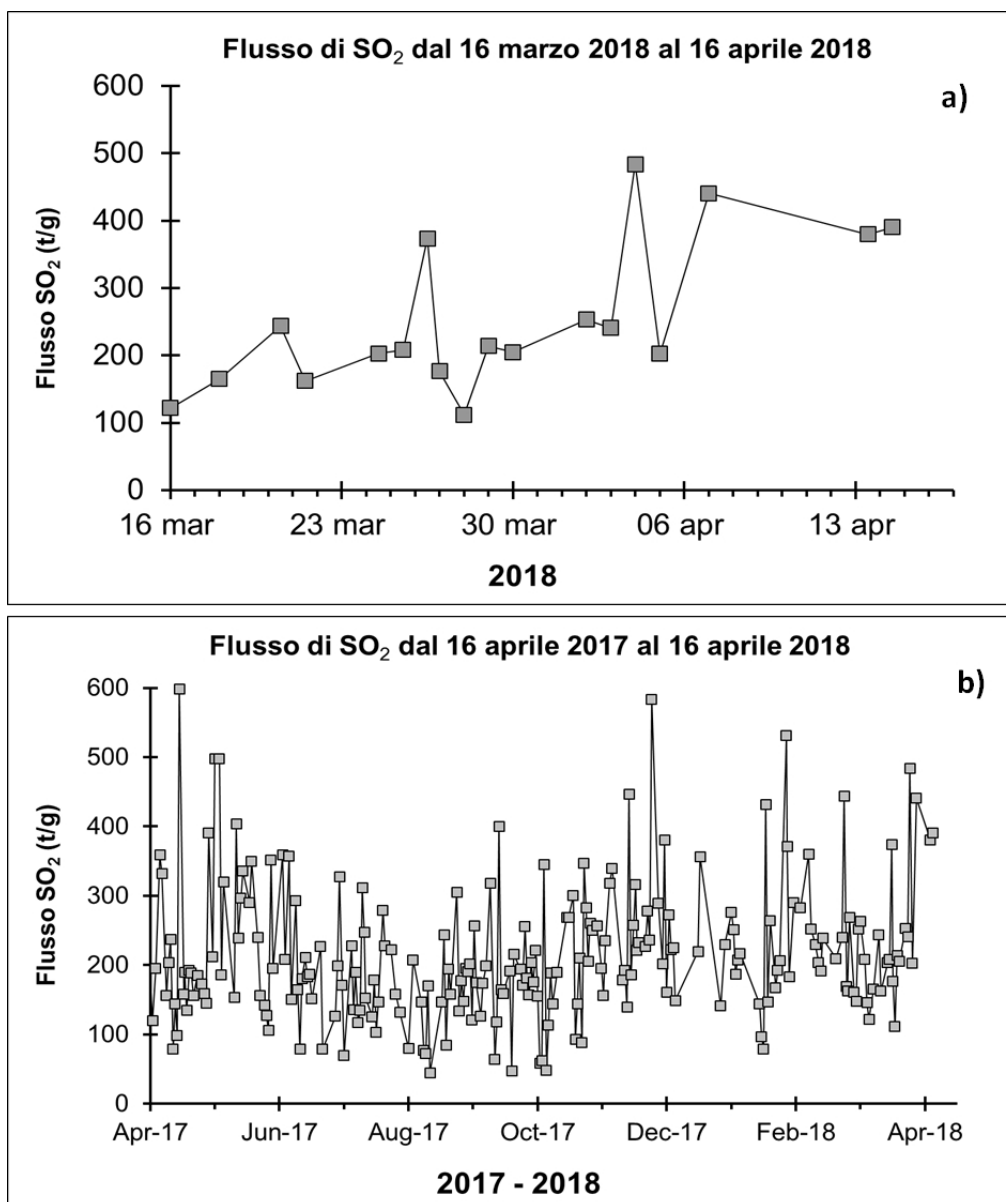 Flusso di SO₂ dal 16 marzo 2018 al 16 aprile 2018
a)
600
500
400
300
200
100
0
Flusso SO₂ (t/g)
16 mar 23 mar 30 mar 06 apr 13 apr
2018
Flusso di SO₂ dal 16 aprile 2017 al 16 aprile 2018
b)
600
500
400
300
200
100
0
Flusso SO₂ (t/g)
Apr-17 Jun-17 Aug-17 Oct-17 Dec-17 Feb-18 Apr-18
2017 - 2018